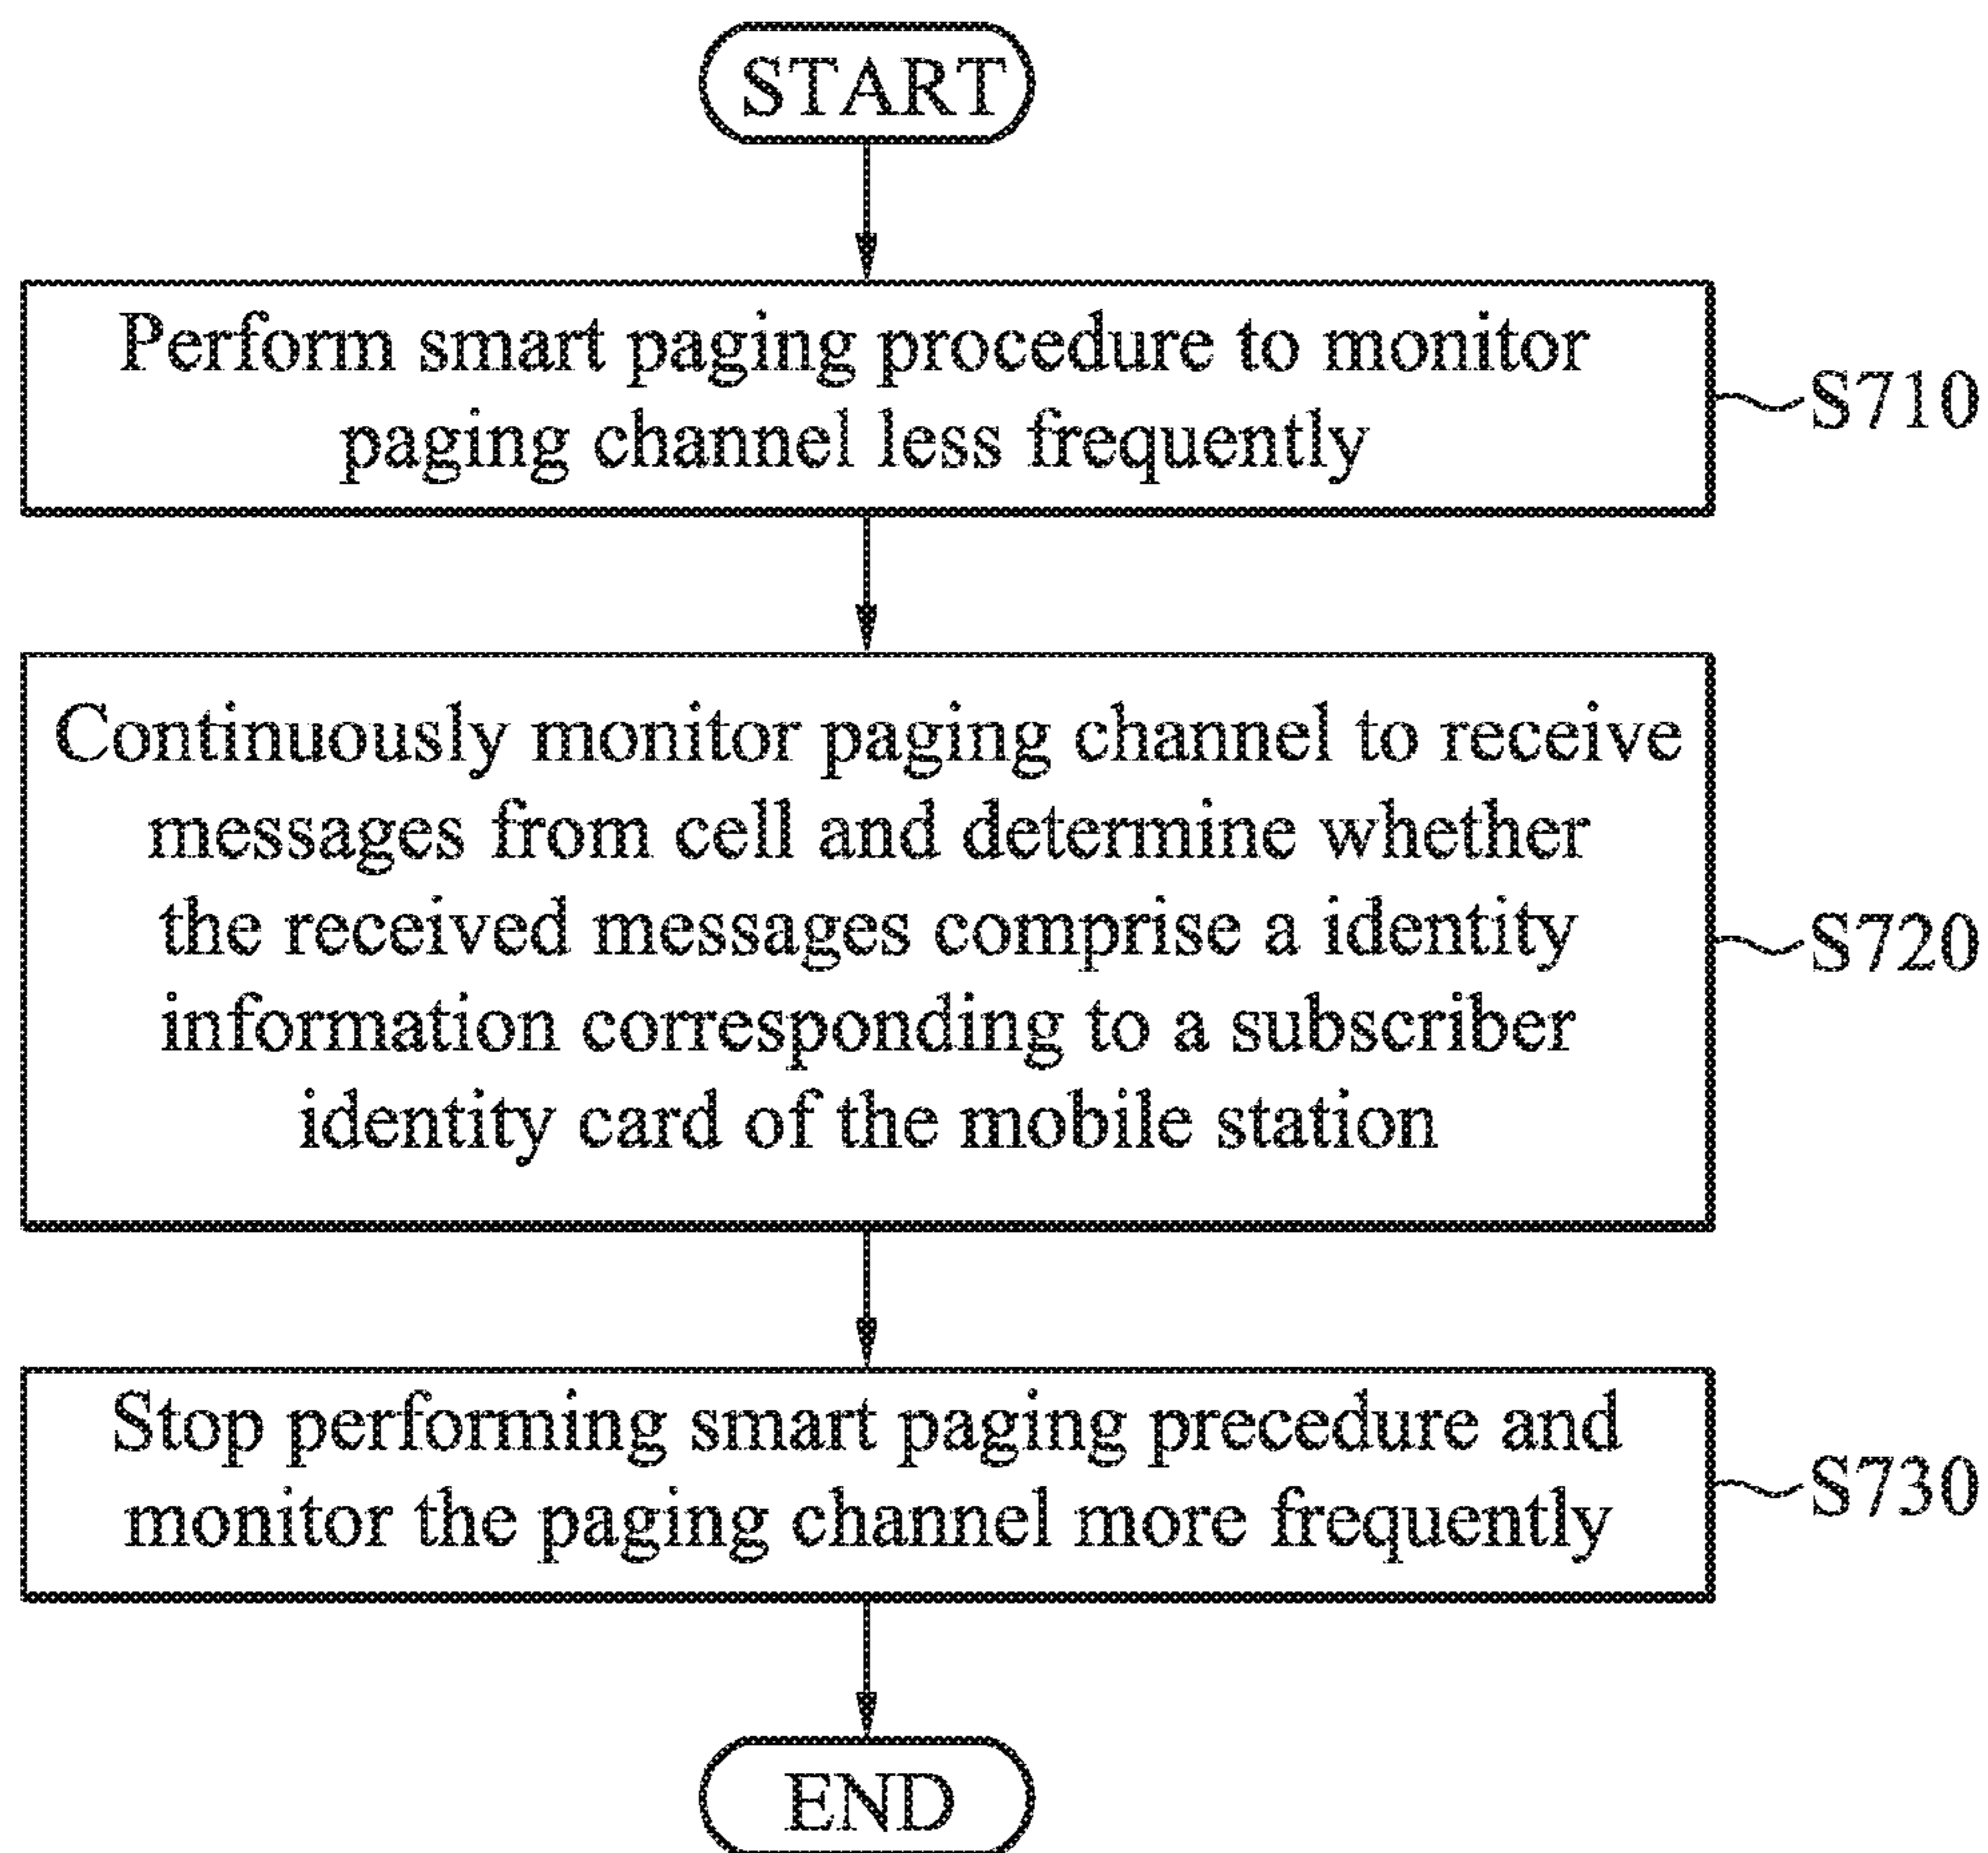 START
Perform smart paging procedure to monitor
paging channel less frequently
S710
Continuously monitor paging channel to receive
messages from cell and determine whether
the received messages comprise a identity
information corresponding to a subscriber
identity card of the mobile station
S720
Stop performing smart paging precedure and
monitor the paging channel more frequently
S730
END